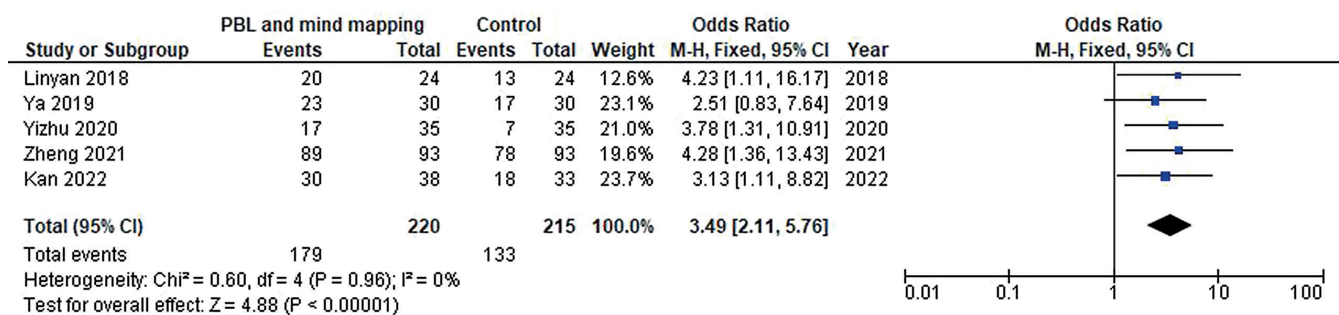 PBL and mind mapping Control Odds Ratio Odds Ratio
Study or Subgroup Events Total Events Total Weight M-H, Fixed, 95% CI Year M-H, Fixed, 95% CI
Linyan 2018 20 24 13 24 12.6% 4.23 [1.11, 16.17] 2018
Ya 2019 23 30 17 30 23.1% 2.51 [0.83, 7.64] 2019
Yizhu 2020 17 35 7 35 21.0% 3.78 [1.31, 10.91] 2020
Zheng 2021 89 93 78 93 19.6% 4.28 [1.36, 13.43] 2021
Kan 2022 30 38 18 33 23.7% 3.13 [1.11, 8.82] 2022
Total (95% CI) 220 215 100.0% 3.49 [2.11, 5.76]
Total events 179 133
Heterogeneity: Chi² = 0.60, df = 4 (P = 0.96); I² = 0%
Test for overall effect: Z = 4.88 (P < 0.00001)
0.01 0.1 1 10 100